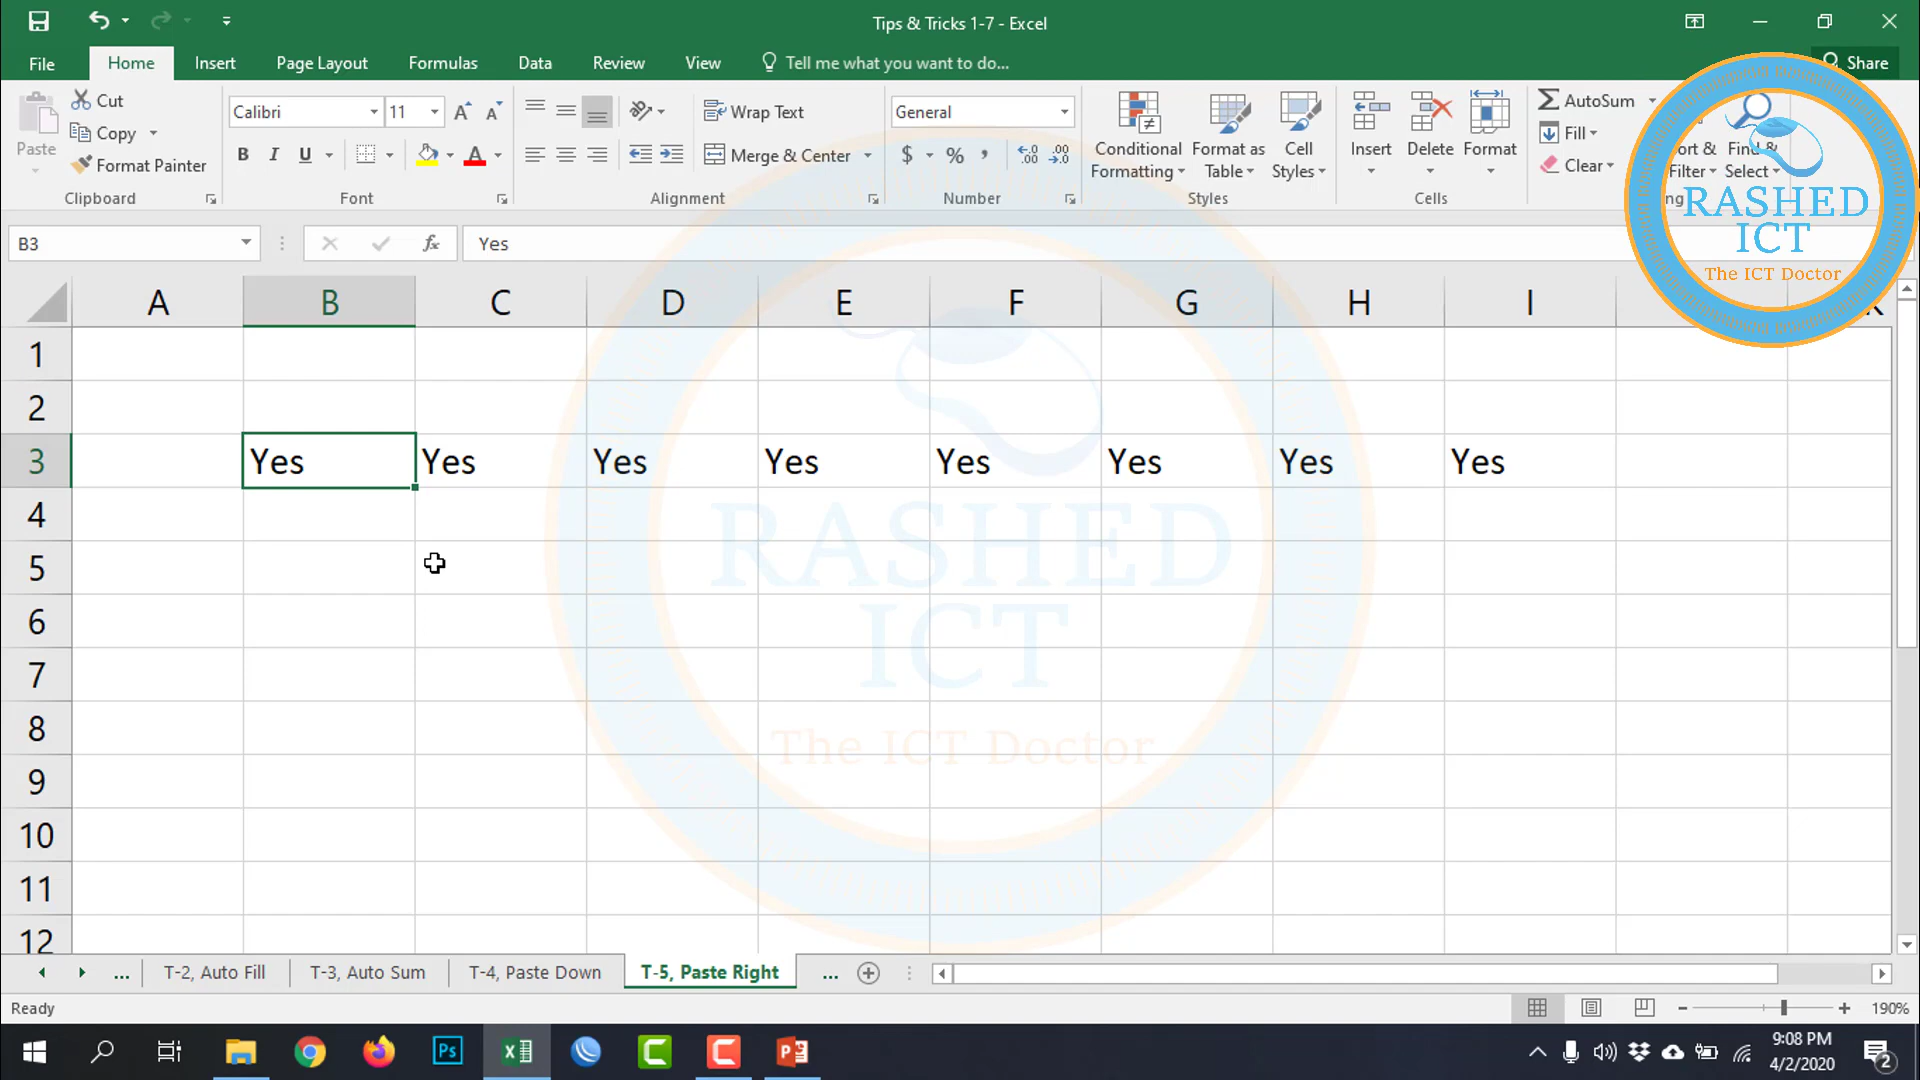 Tips & Tricks 1-7 - Excel
File Home Insert Page Layout Formulas Data Review View Tell me what you want to do... Share
Paste
Cut
Copy
Format Painter
Clipboard
Calibri 11
B I U A
Font
Wrap Text
Merge & Center
Alignment
General
$ % ,
Number
Conditional Formatting
Format as Table
Cell Styles
Styles
Insert Delete Format
Cells
AutoSum
Fill
Clear
Filter
Find & Select
RASHED
ICT
The ICT Doctor
B3 fx Yes
A B C D E F G H I
1
2
3 Yes Yes Yes Yes Yes Yes Yes Yes
4
5
6
7
8
9
10
11
12
RASHED
ICT
The ICT Doctor
... T-2, Auto Fill T-3, Auto Sum T-4, Paste Down T-5, Paste Right ...
Ready 190%
Ps
9:08 PM
4/2/2020
2